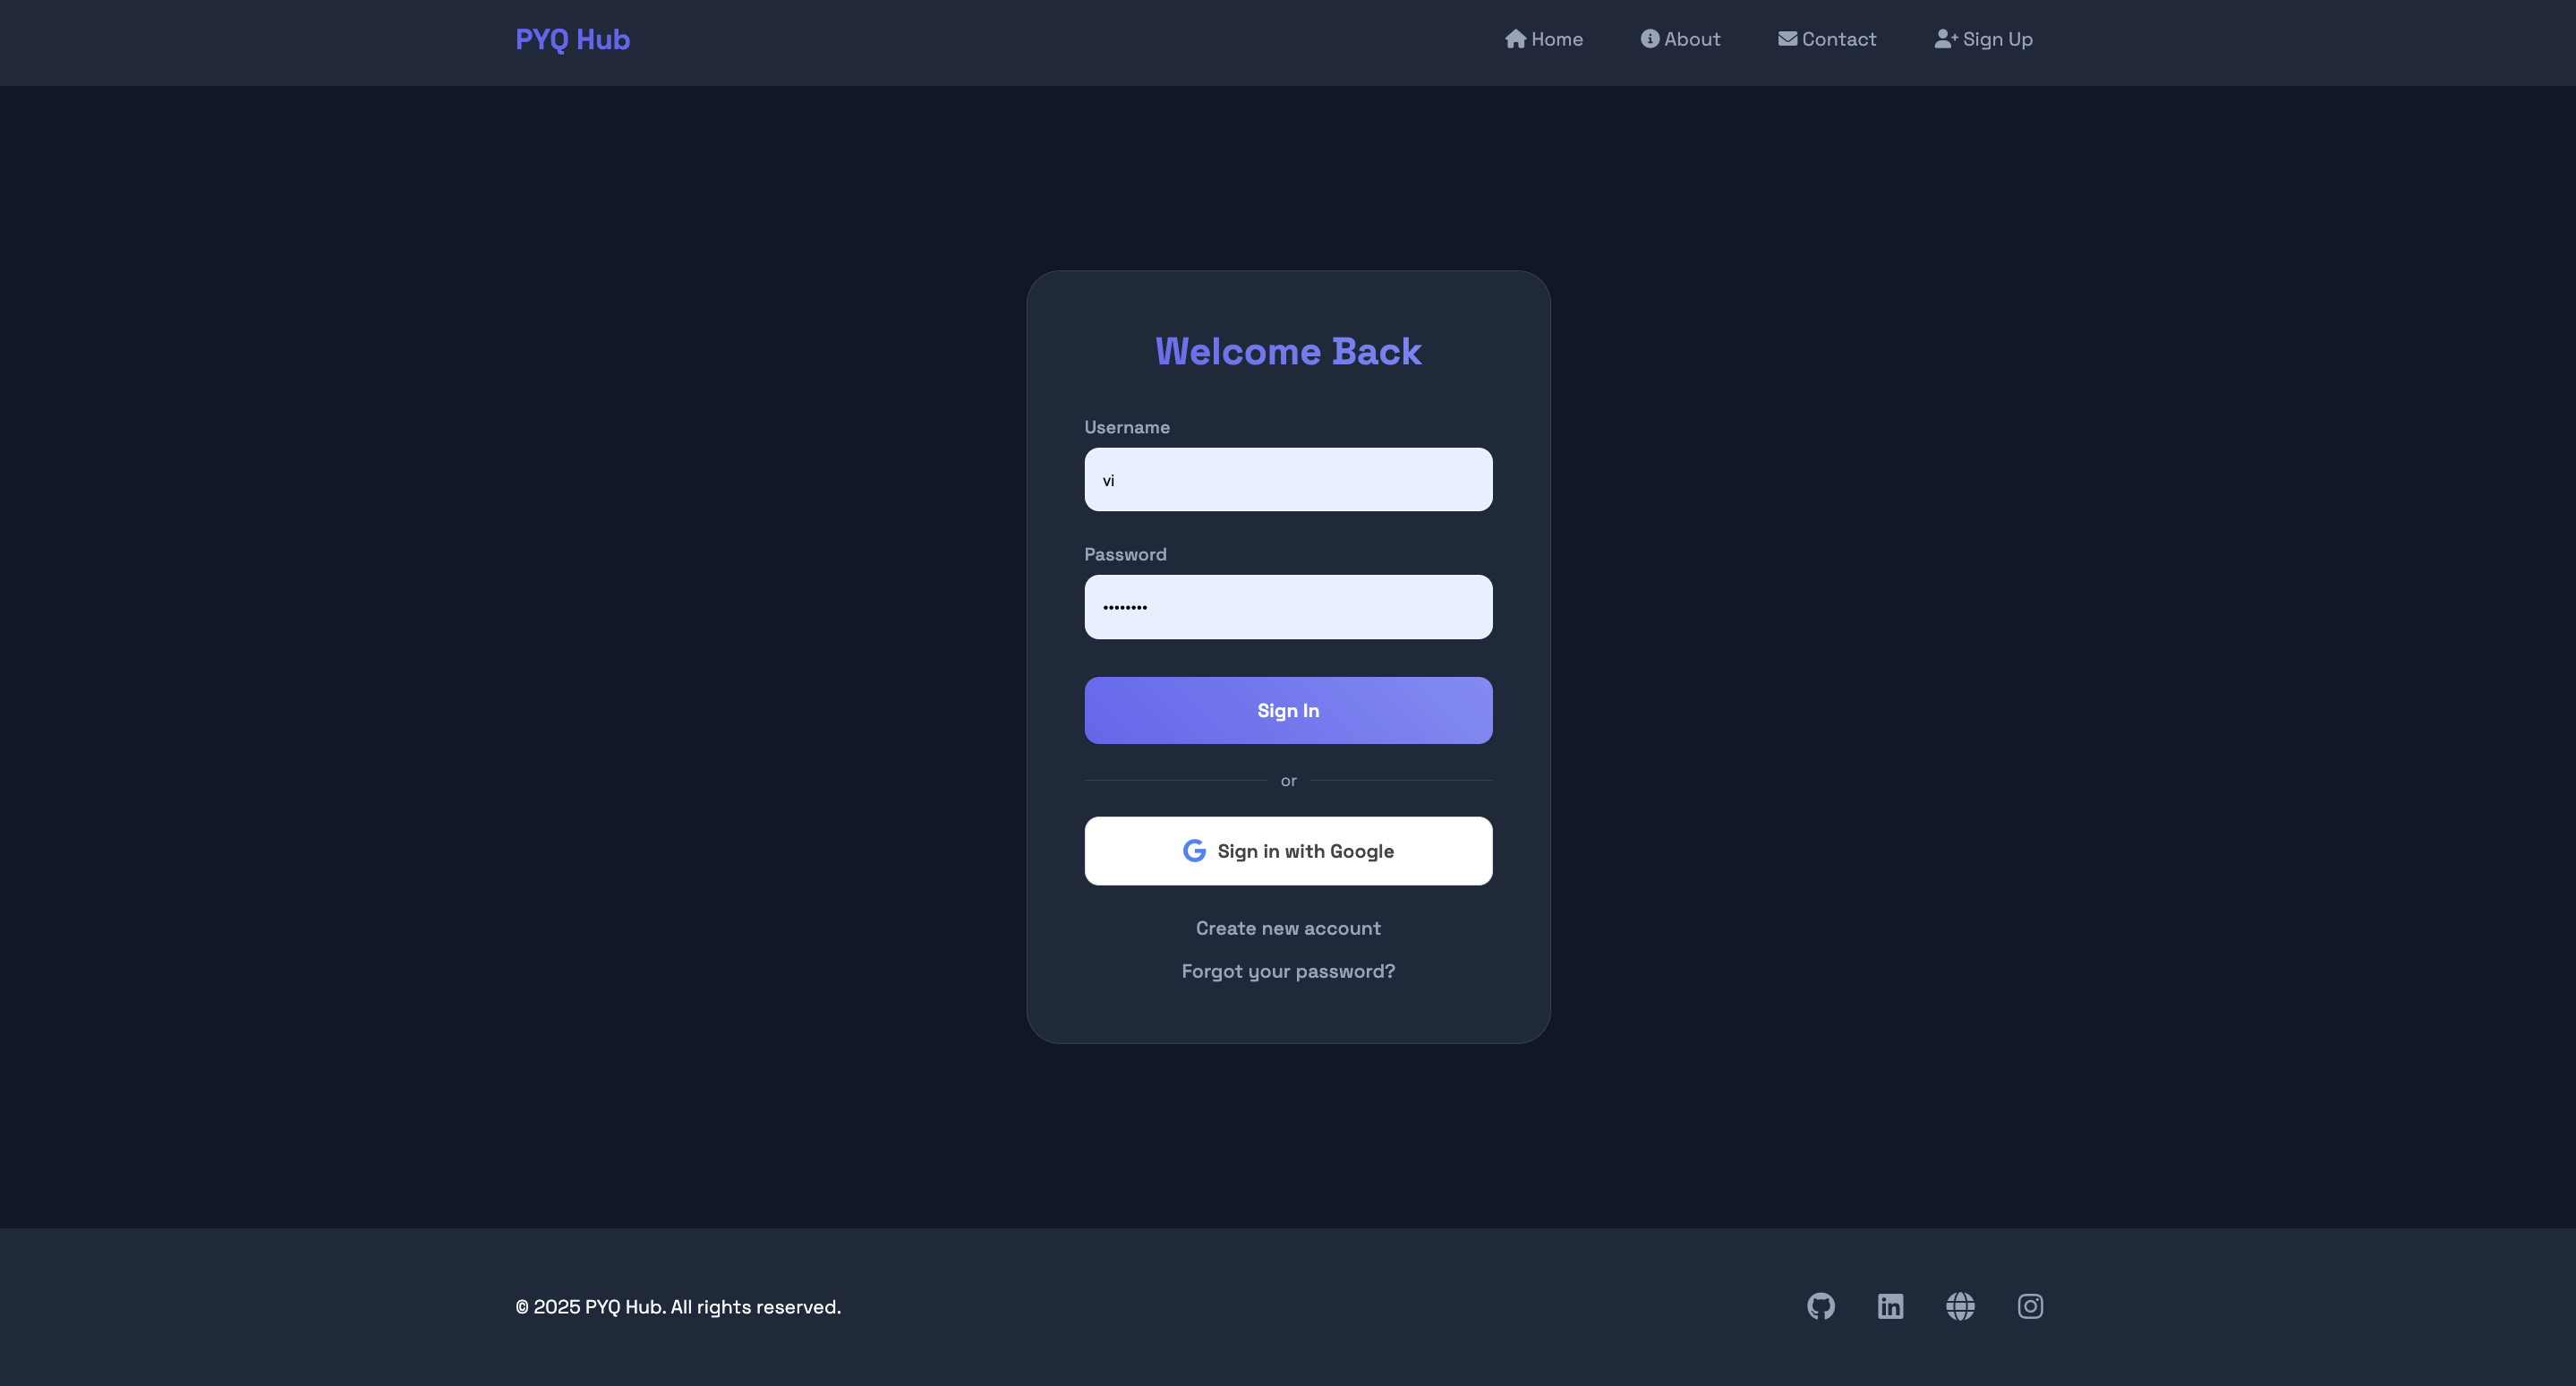 PYQ Hub
Home About Contact Sign Up
Welcome Back
Username
vi
Password
••••••••
Sign In
or
Sign in with Google
Create new account
Forgot your password?
© 2025 PYQ Hub. All rights reserved.